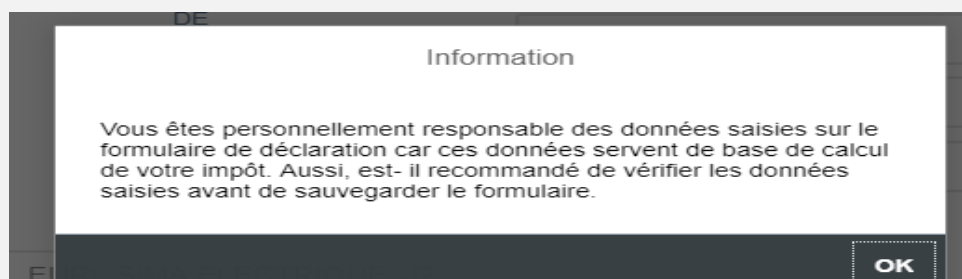 DE
Information
Vous êtes personnellement responsable des données saisies sur le
formulaire de déclaration car ces données servent de base de calcul
de votre impôt. Aussi, est- il recommandé de vérifier les données
saisies avant de sauvegarder le formulaire.
OK